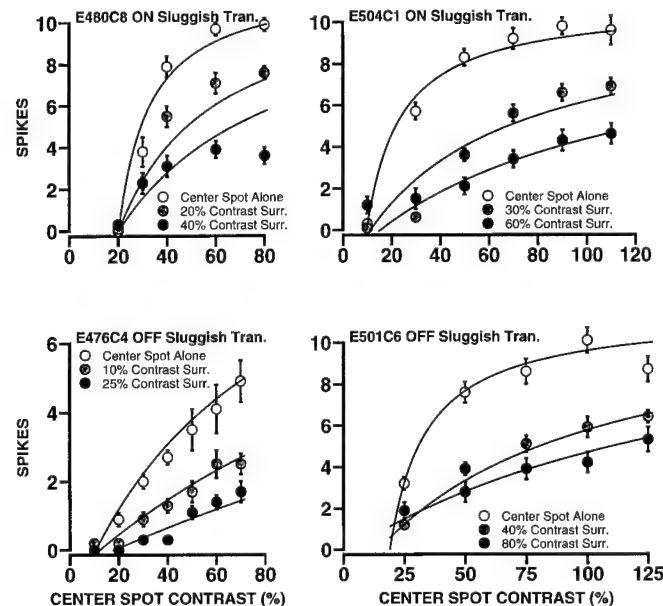 E480C8 ON Sluggish Tran.
10
8
6
4
2
0
SPIKES
Center Spot Alone
20% Contrast Surr.
40% Contrast Surr.
0 20 40 60 80
E504C1 ON Sluggish Tran.
10
8
6
4
2
0
Center Spot Alone
30% Contrast Surr.
60% Contrast Surr.
0 20 40 60 80 100 120
E476C4 OFF Sluggish Tran.
6
4
2
0
SPIKES
Center Spot Alone
10% Contrast Surr.
25% Contrast Surr.
0 20 40 60 80
CENTER SPOT CONTRAST (%)
E501C6 OFF Sluggish Tran.
10
8
6
4
2
0
Center Spot Alone
40% Contrast Surr.
80% Contrast Surr.
25 50 75 100 125
CENTER SPOT CONTRAST (%)